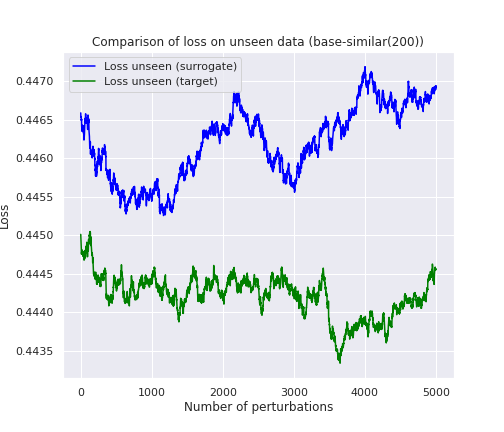 Comparison of loss on unseen data (base-similar(200))
Loss unseen (surrogate)
Loss unseen (target)
0.4470
0.4465
0.4460
0.4455
0.4450
0.4445
0.4440
0.4435
Loss
0 1000 2000 3000 4000 5000
Number of perturbations